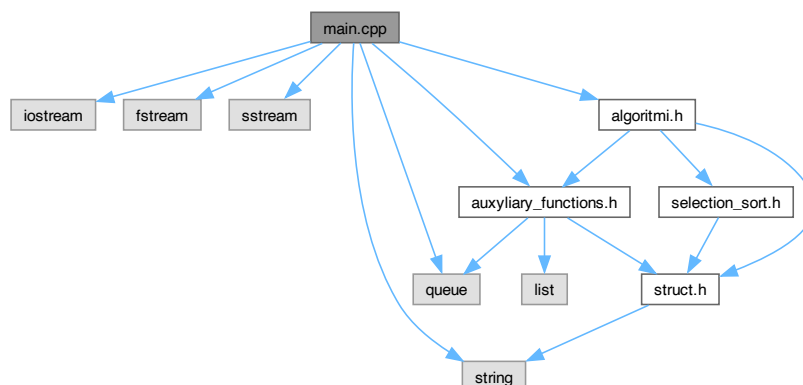 main.cpp
iostream
fstream
sstream
algoritmi.h
auxyliary_functions.h
selection_sort.h
queue
list
struct.h
string